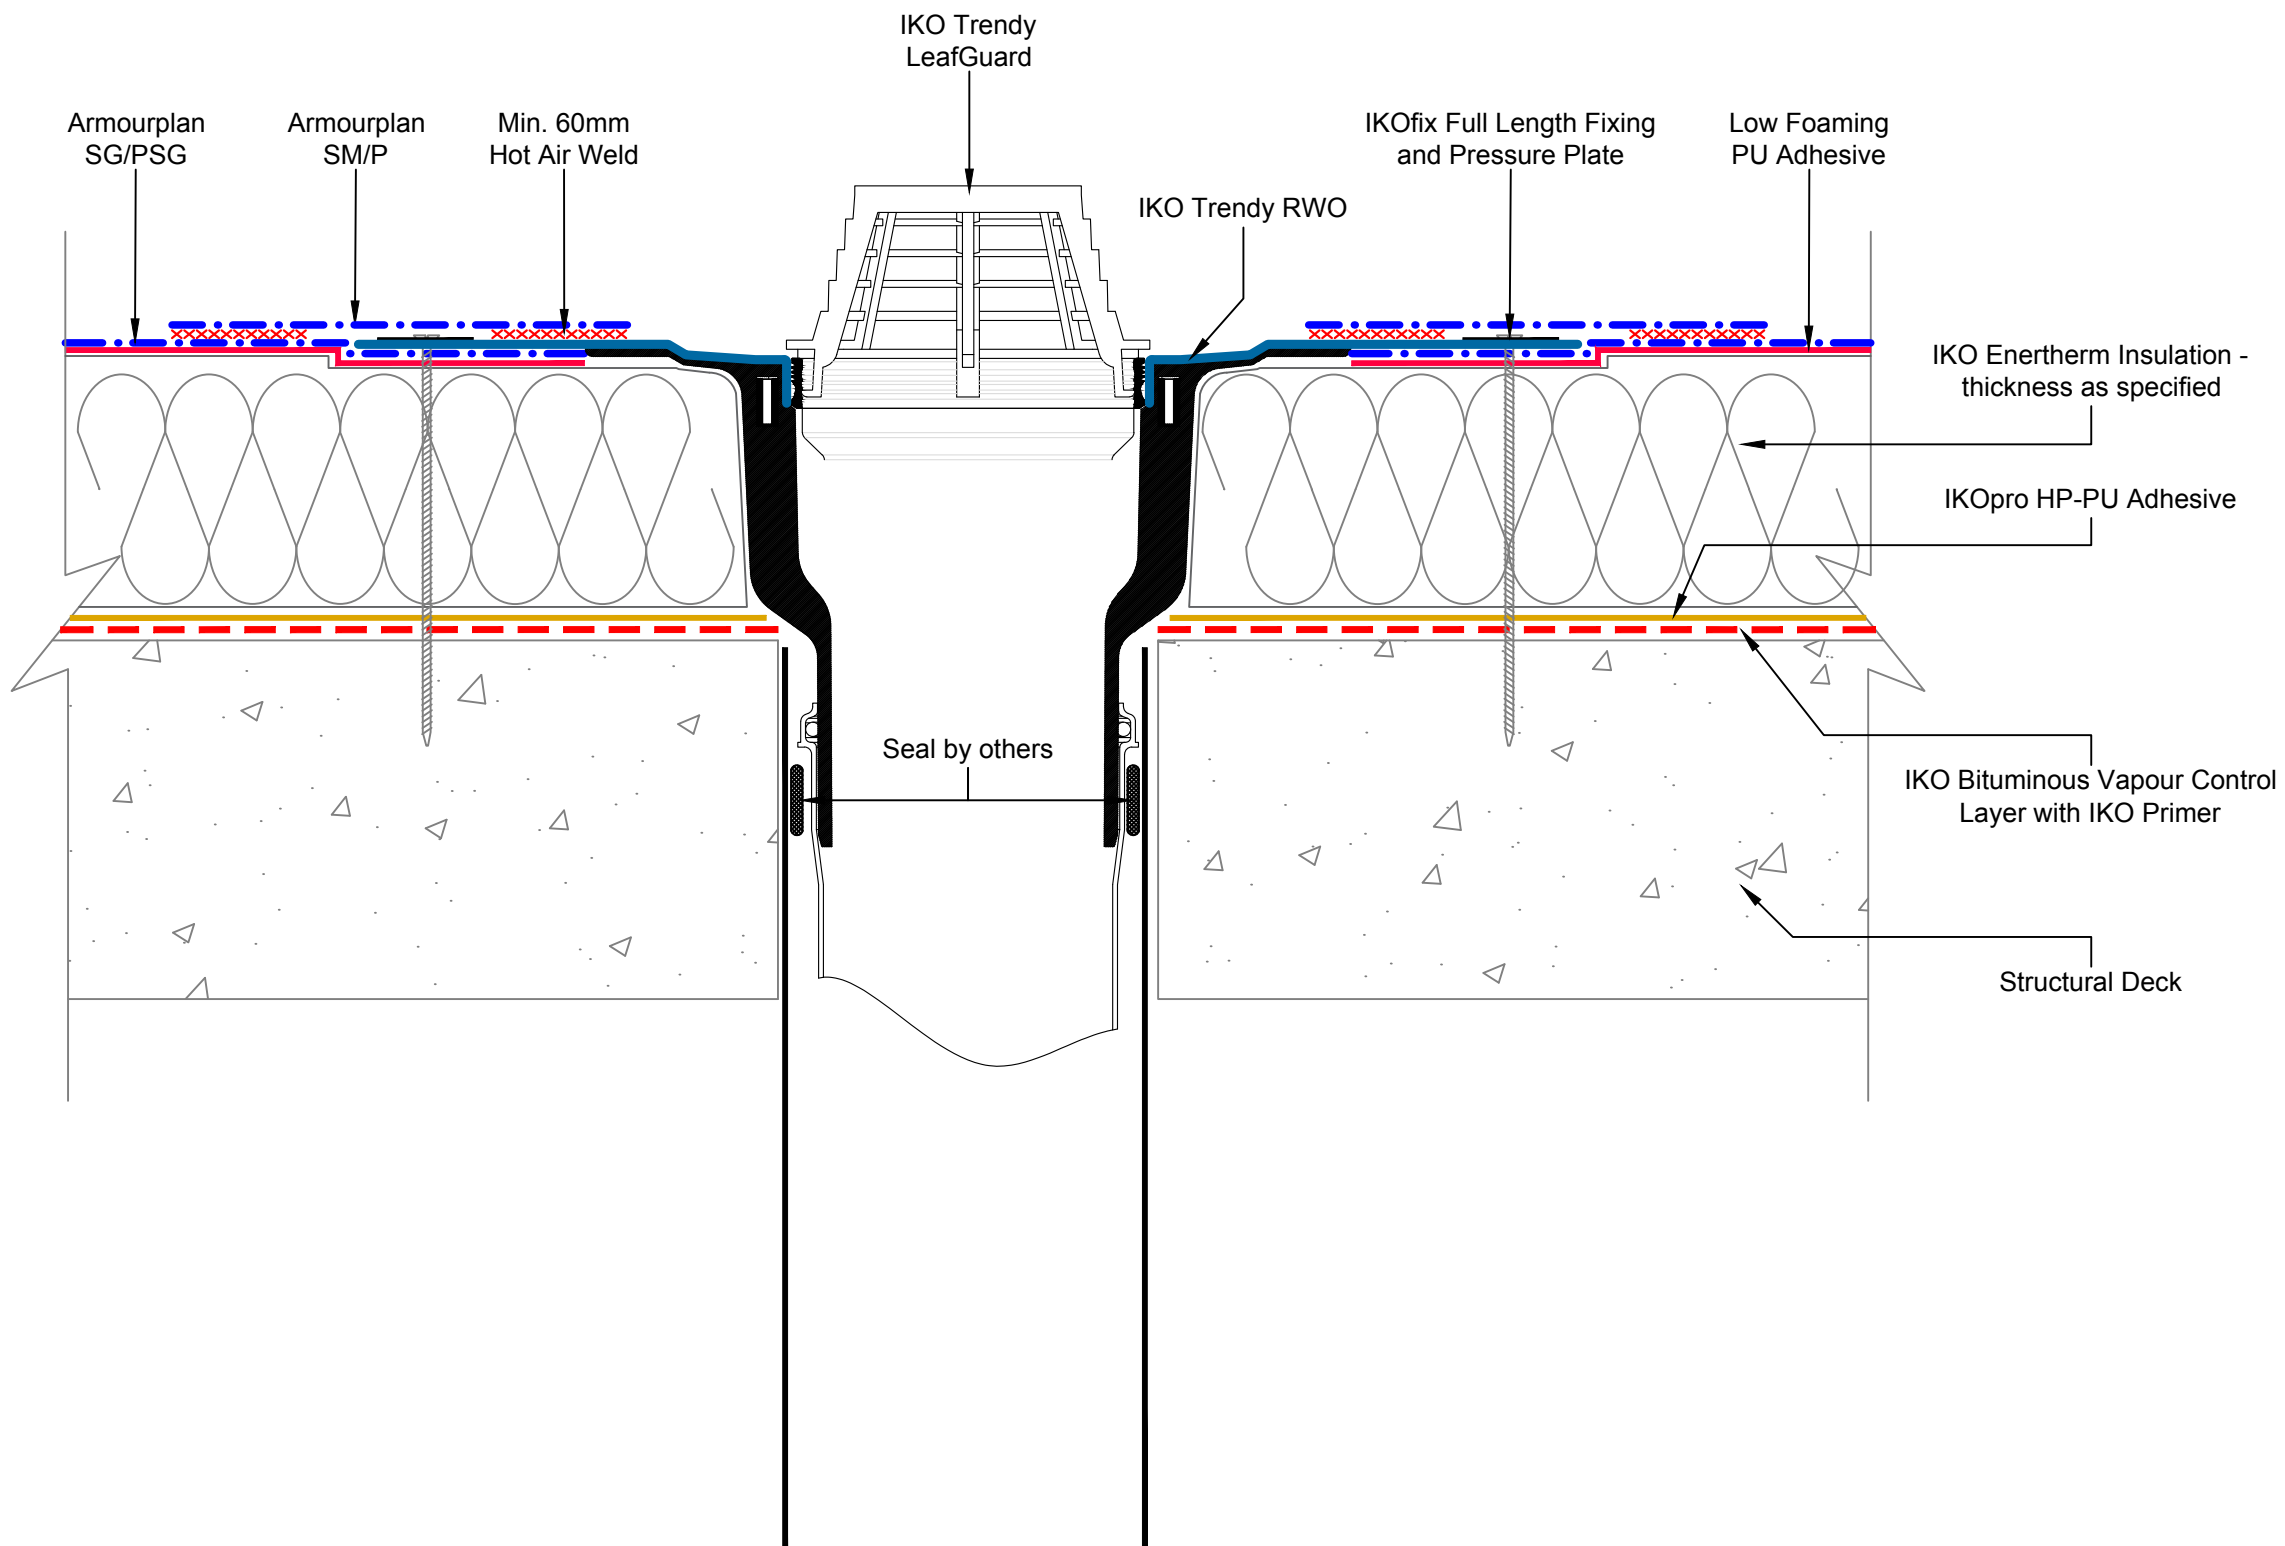 IKO Trendy
LeafGuard
Armourplan
SG/PSG
Armourplan
SM/P
Min. 60mm
Hot Air Weld
IKOfix Full Length Fixing
and Pressure Plate
Low Foaming
PU Adhesive
IKO Trendy RWO
IKO Enertherm Insulation -
thickness as specified
IKOpro HP-PU Adhesive
Seal by others
IKO Bituminous Vapour Control
Layer with IKO Primer
Structural Deck